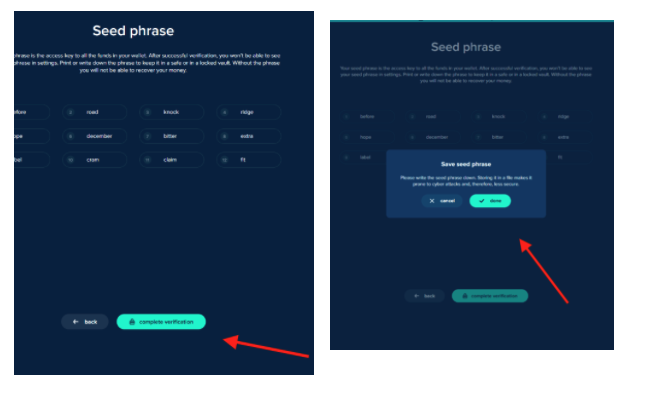 Seed phrase
is the access key to all the funds in your wallet. After successful verification, you won't be able to see
phrase in settings. Print or write down the phrase to keep it in a safe or in a locked vault. Without the phrase
you will not be able to recover your money.
road knock ridge
december bitter extra
cram claim fit
back complete verification
Seed phrase
Your seed phrase is the access key to all the funds in your wallet. After successful verification, you won't be able to see
your seed phrase in settings. Print or write down the phrase to keep it in a safe or in a locked vault. Without the phrase
you will not be able to recover your money.
before road knock ridge
hope december bitter extra
label fit
Save seed phrase
Please write the seed phrase down. Storing it in a file makes it
prone to cyber attacks and, therefore, less secure.
cancel done
back complete verification